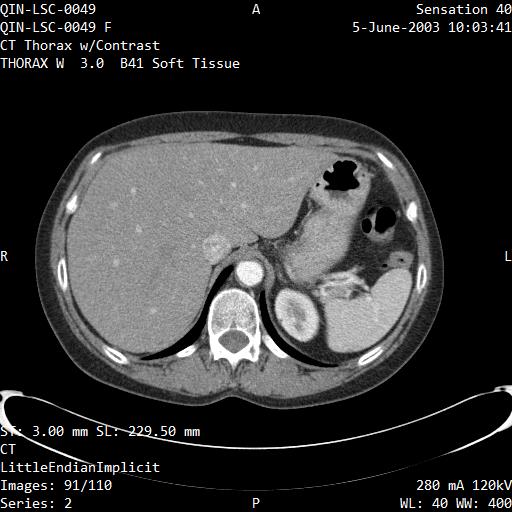 QIN-LSC-0049 A Sensation 40
QIN-LSC-0049 F 5-June-2003 10:03:41
CT Thorax w/Contrast
THORAX W 3.0 B41 Soft Tissue
R L
ST: 3.00 mm SL: 229.50 mm
CT
LittleEndianImplicit
Images: 91/110 280 mA 120kV
Series: 2 P WL: 40 WW: 400